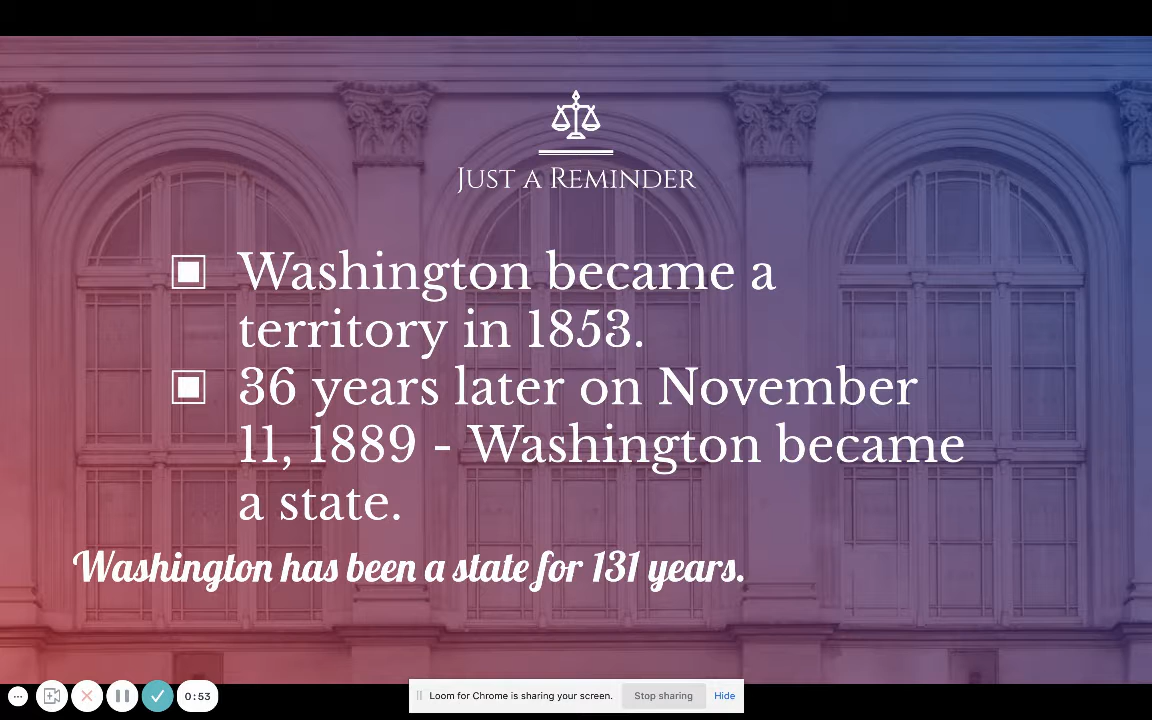 Just a Reminder
Washington became a
territory in 1853.
36 years later on November
11, 1889 - Washington became
a state.
Washington has been a state for 131 years.
0:53
Loom for Chrome is sharing your screen.
Stop sharing
Hide